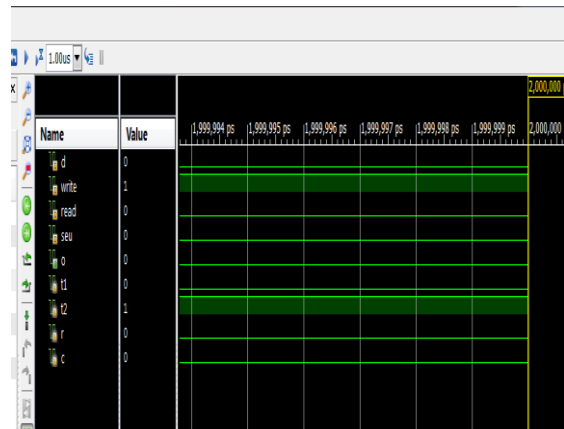 1.00us
2,000,000
Name Value 1,999,994 ps 1,999,995 ps 1,999,996 ps 1,999,997 ps 1,999,998 ps 1,999,999 ps 2,000,000
d 0
write 1
read 0
seu 0
o 0
t1 0
t2 1
r 0
c 0